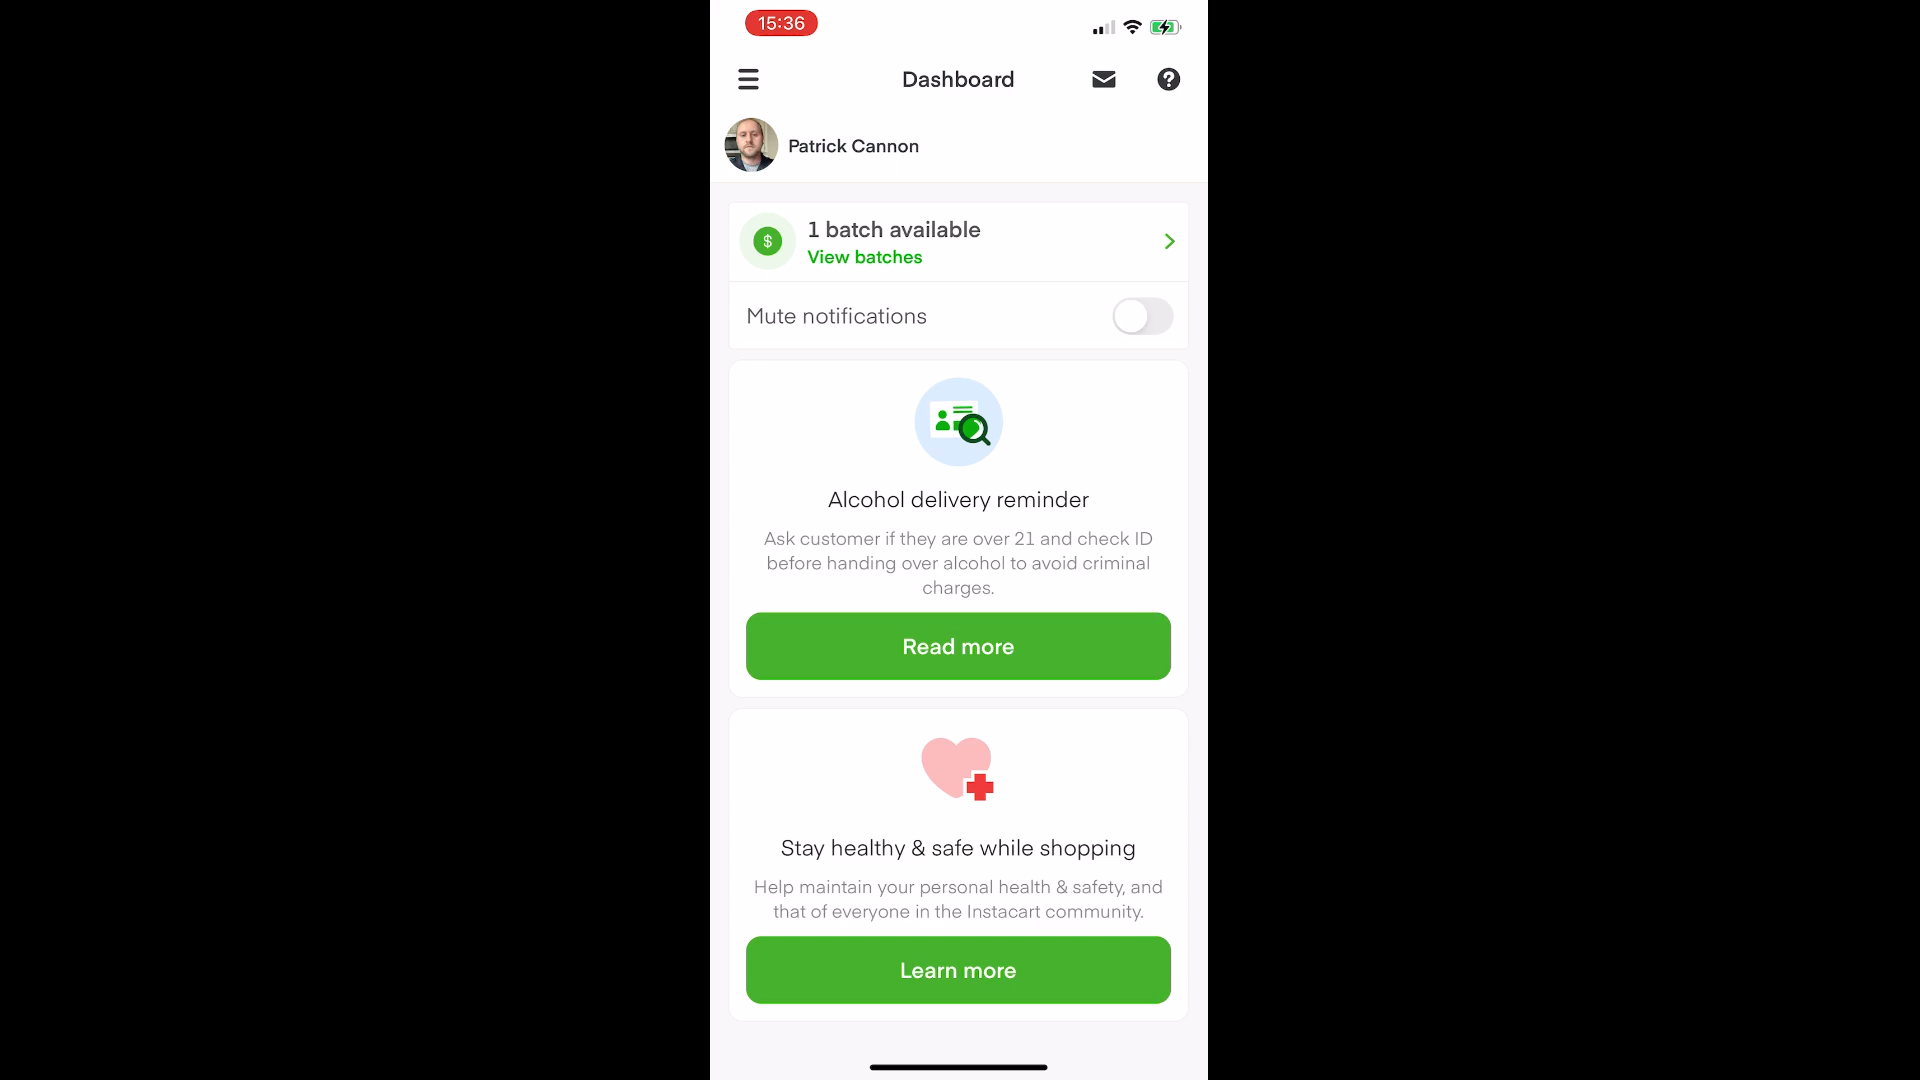 15:36
Dashboard
Patrick Cannon
$
1 batch available
View batches
Mute notifications
Alcohol delivery reminder
Ask customer if they are over 21 and check ID
before handing over alcohol to avoid criminal
charges.
Read more
Stay healthy & safe while shopping
Help maintain your personal health & safety, and
that of everyone in the Instacart community.
Learn more